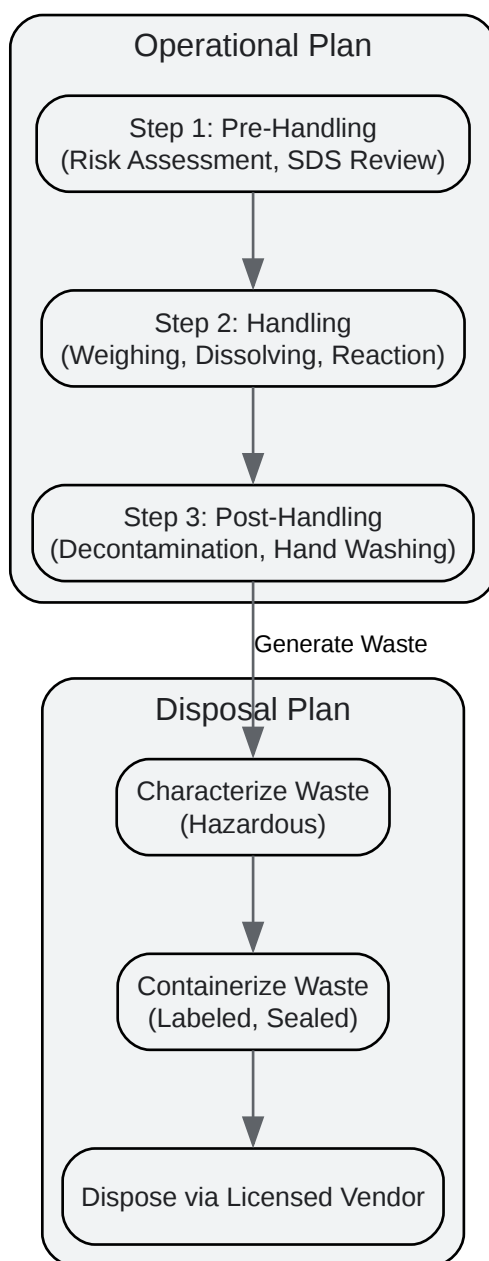 Operational Plan
Step 1: Pre-Handling
(Risk Assessment, SDS Review)
Step 2: Handling
(Weighing, Dissolving, Reaction)
Step 3: Post-Handling
(Decontamination, Hand Washing)
Generate Waste
Disposal Plan
Characterize Waste
(Hazardous)
Containerize Waste
(Labeled, Sealed)
Dispose via Licensed Vendor